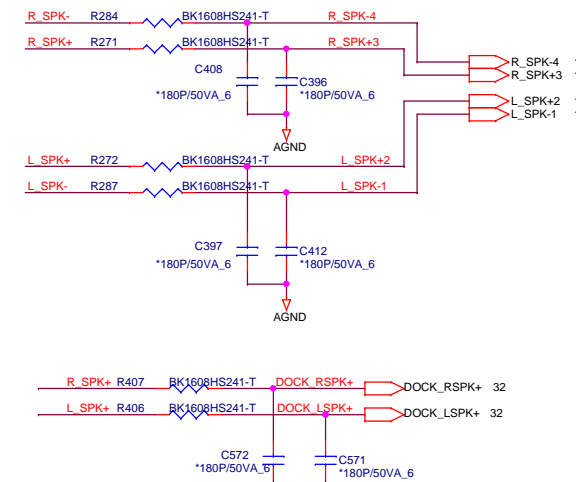 R_SPK- R284 BK1608HS241-T R_SPK-4
R_SPK+ R271 BK1608HS241-T R_SPK+3
R_SPK-4
R_SPK+3
C408 C396
*180P/50VA_6 *180P/50VA_6
L_SPK+2
L_SPK-1
AGND
L_SPK+ R272 BK1608HS241-T L_SPK+2
L_SPK- R287 BK1608HS241-T L_SPK-1
C397 C412
*180P/50VA_6 *180P/50VA_6
AGND
R_SPK+ R407 BK1608HS241-T DOCK_RSPK+ DOCK_RSPK+ 32
L_SPK+ R406 BK1608HS241-T DOCK_LSPK+ DOCK_LSPK+ 32
C572 C571
*180P/50VA_6 *180P/50VA_6